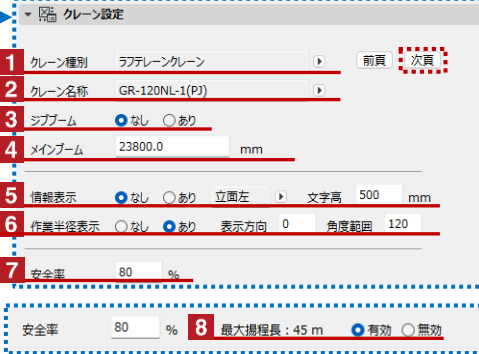 クレーン設定
1 クレーン種別 ラフテレーンクレーン 前頁 次頁
2 クレーン名称 GR-120NL-1(PJ)
3 ジブブーム なし あり
4 メインブーム 23800.0 mm
5 情報表示 なし あり 立面左 文字高 500 mm
6 作業半径表示 なし あり 表示方向 0 角度範囲 120
7 安全率 80 %
安全率 80 % 8 最大揚程長：45 m 有効 無効